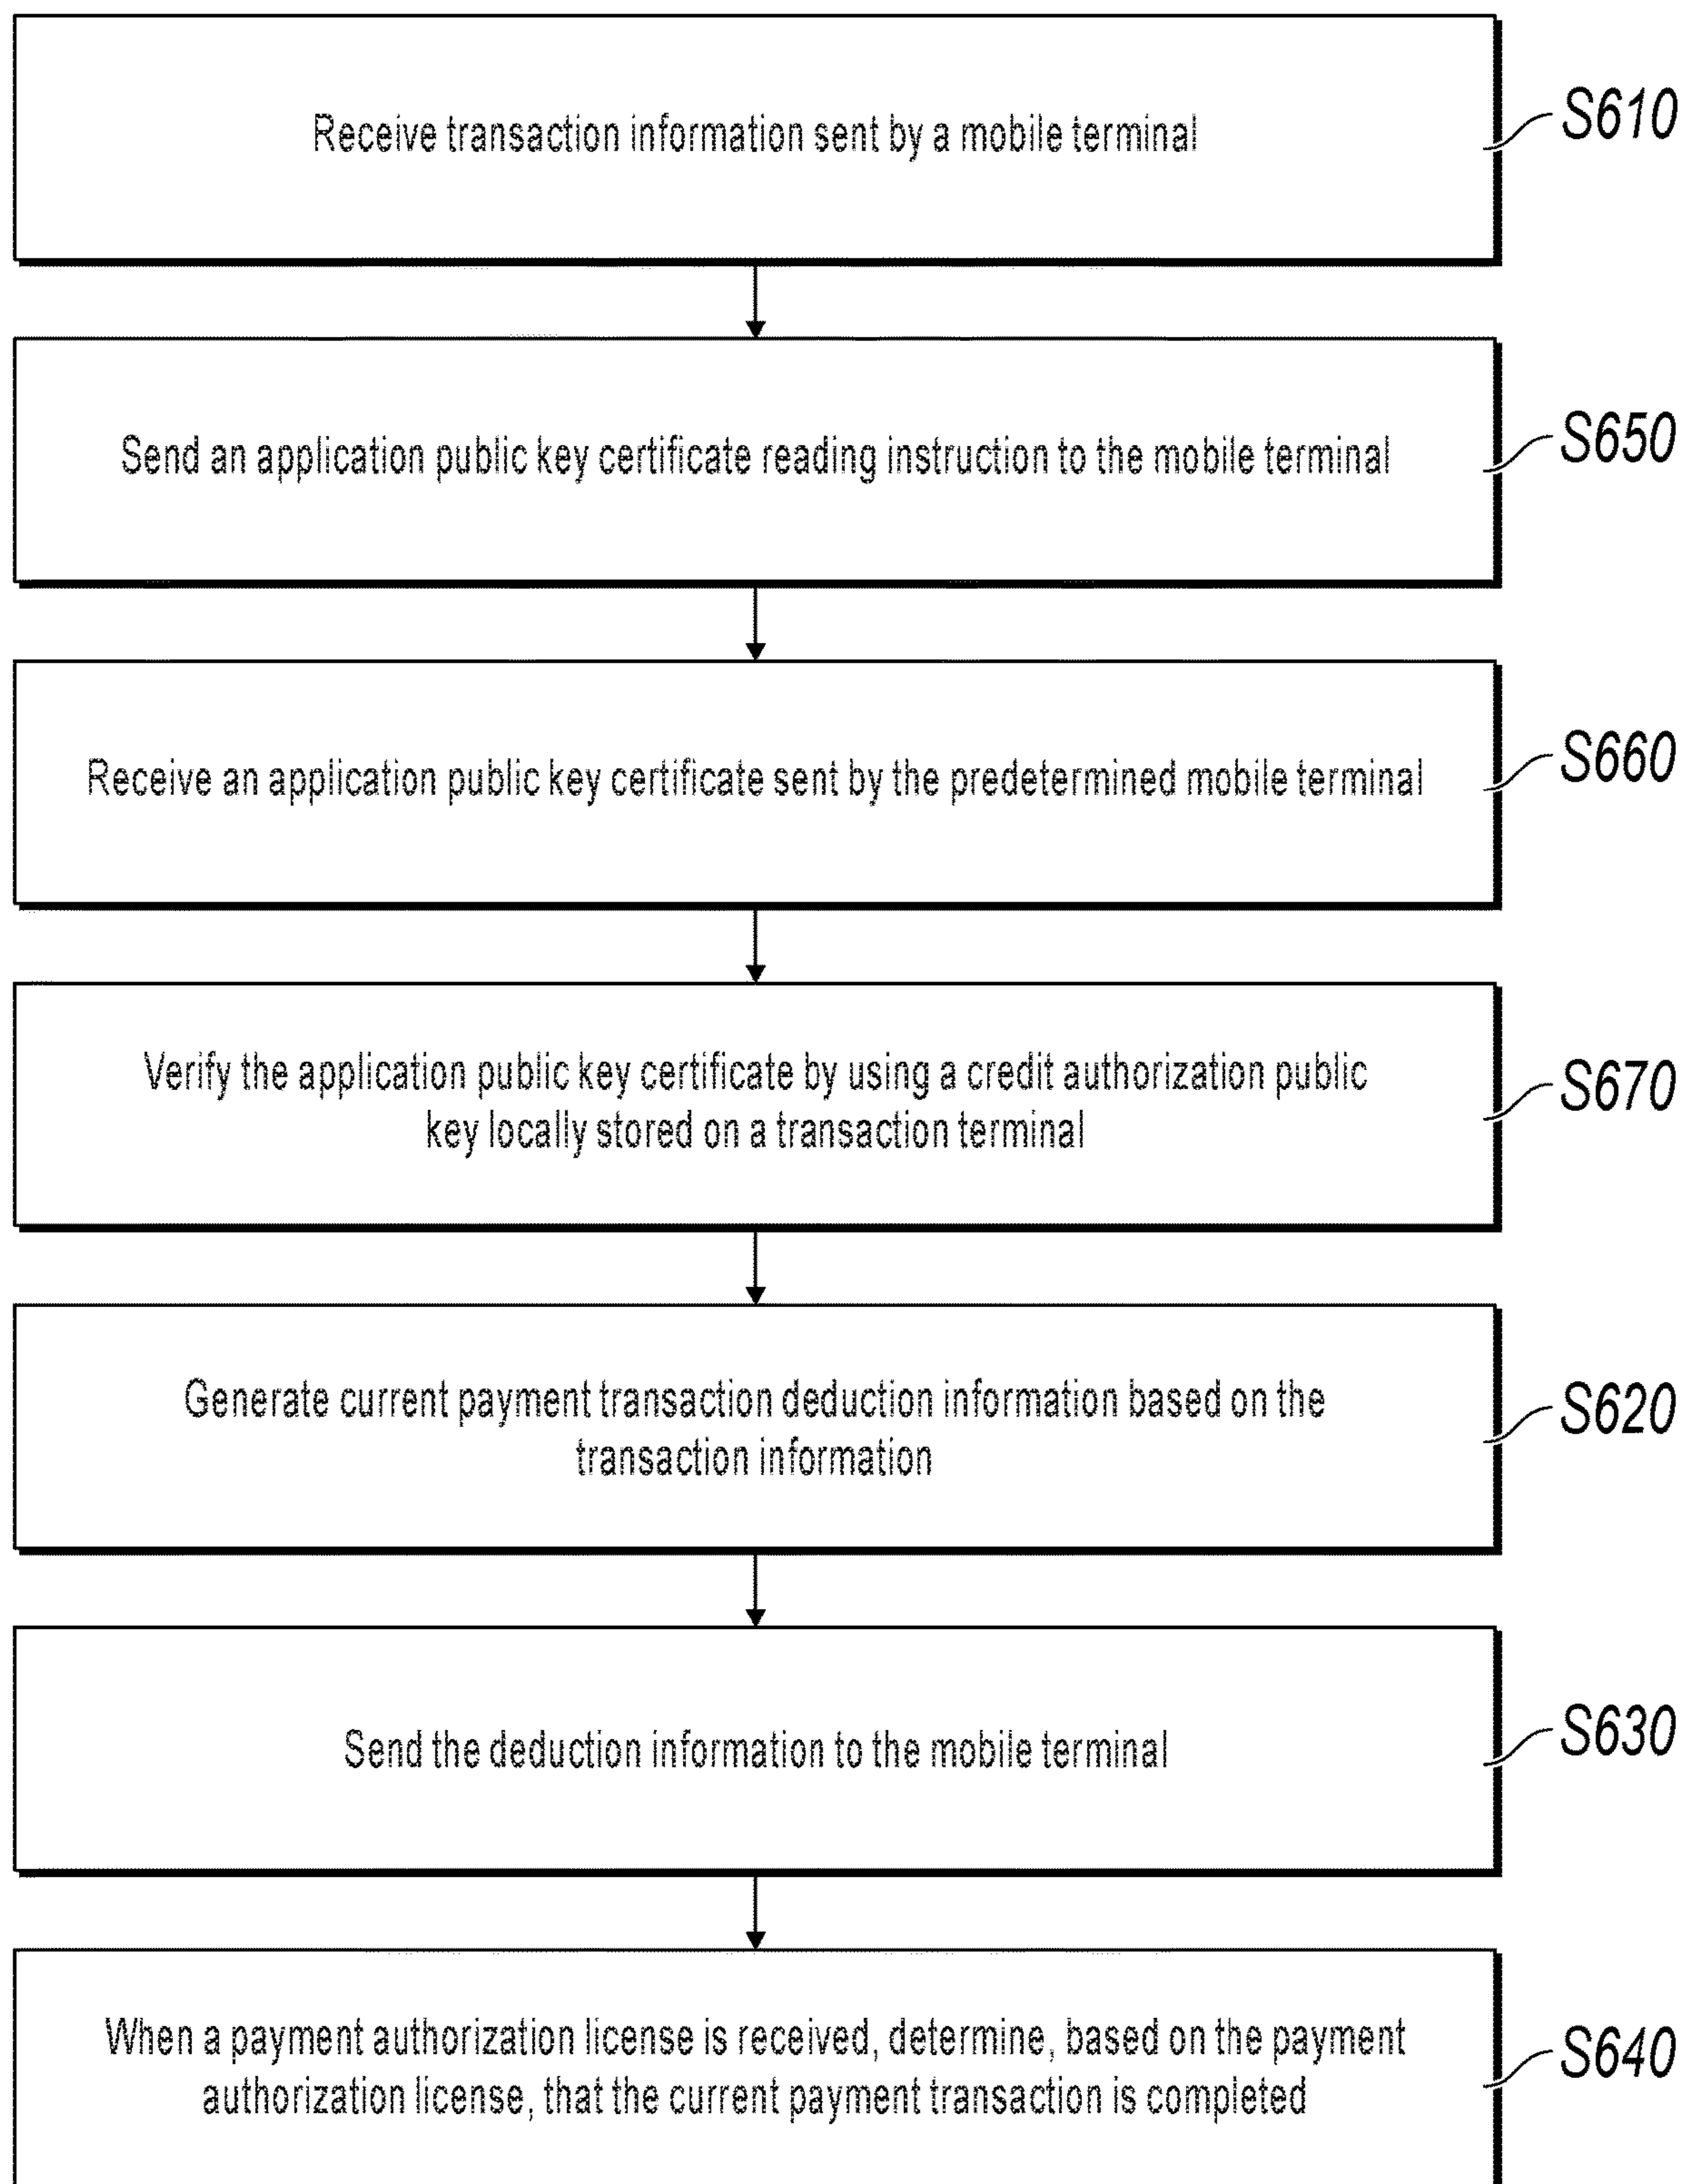 Receive transaction information sent by a mobile terminal
S610
Send an application public key certificate reading instruction to the mobile terminal
S650
Receive an application public key certificate sent by the predetermined mobile terminal
S660
Verify the application public key certificate by using a credit authorization public
key locally stored on a transaction terminal
S670
Generate current payment transaction deduction information based on the
transaction information
S620
Send the deduction information to the mobile terminal
S630
When a payment authorization license is received, determine, based on the payment
authorization license, that the current payment transaction is completed
S640